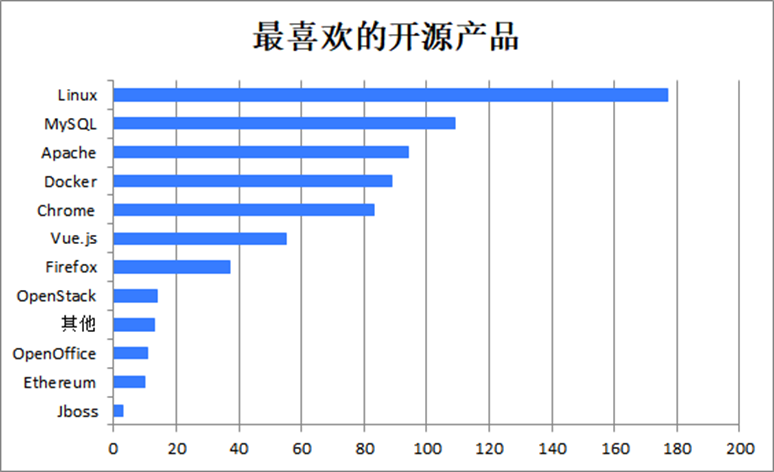 最喜欢的开源产品
Linux
MySQL
Apache
Docker
Chrome
Vue.js
Firefox
OpenStack
其他
OpenOffice
Ethereum
Jboss
0 20 40 60 80 100 120 140 160 180 200